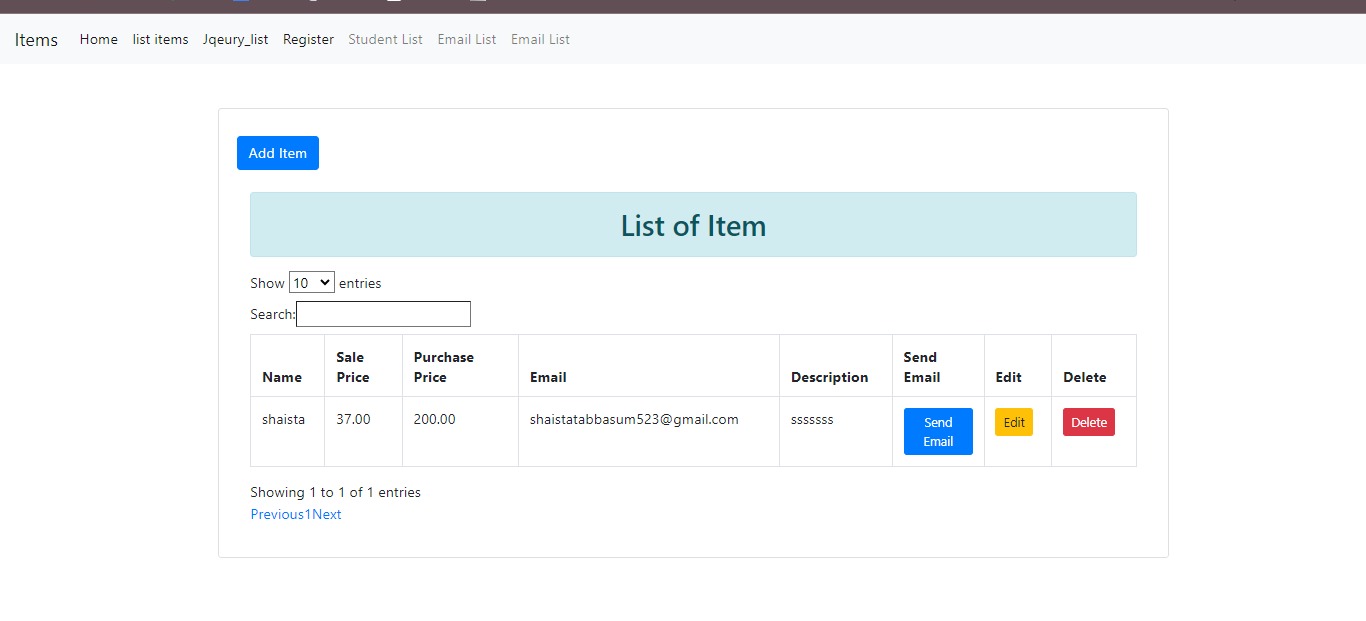 Items Home list items Jqeury_list Register Student List Email List Email List
Add Item
List of Item
Show 10 entries
Search:
Name Sale Price Purchase Price Email Description Send Email Edit Delete
shaista 37.00 200.00 shaistatabbasum523@gmail.com sssssss Send Email Edit Delete
Showing 1 to 1 of 1 entries
Previous1Next